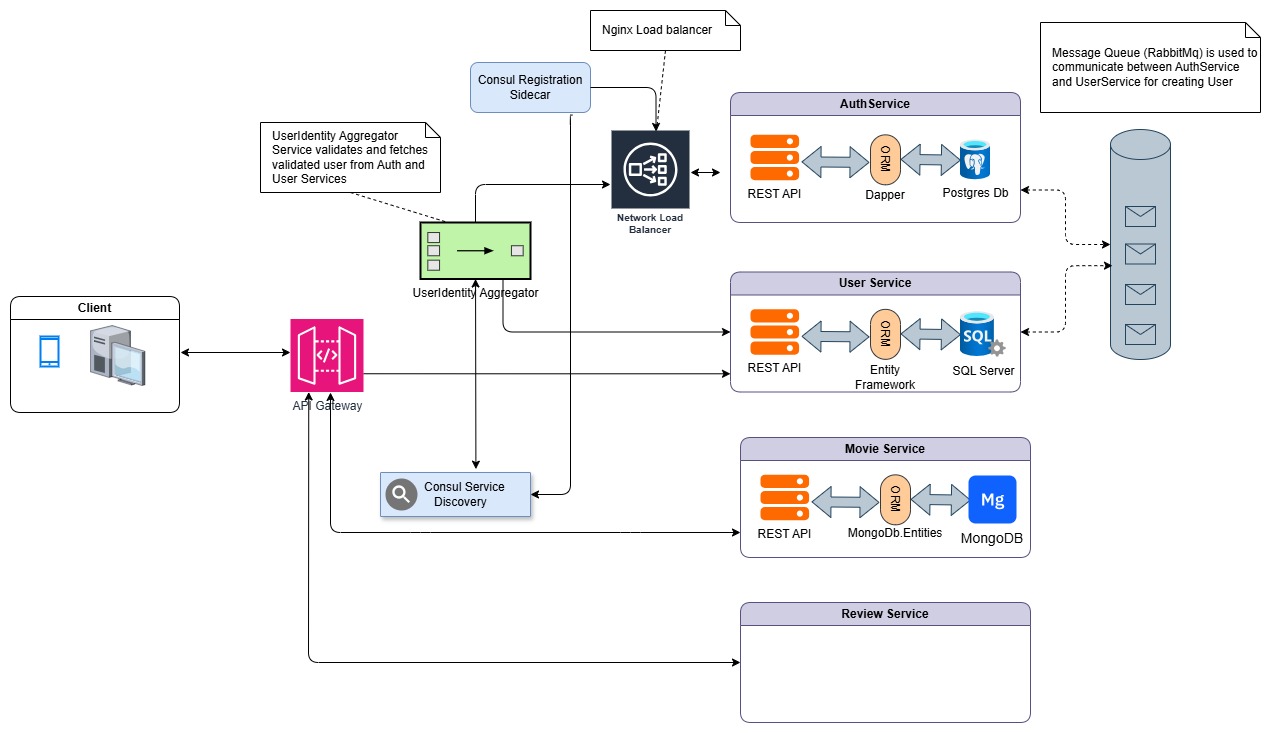 Nginx Load balancer
Message Queue (RabbitMq) is used to
communicate between AuthService
and UserService for creating User
Consul Registration
Sidecar
UserIdentity Aggregator
Service validates and fetches
validated user from Auth and
User Services
AuthService
ORM
REST API
Dapper
Postgres Db
Network Load
Balancer
UserIdentity Aggregator
User Service
ORM
SQL
REST API
Entity
Framework
SQL Server
Client
</>
API Gateway
Consul Service
Discovery
Movie Service
ORM
Mg
REST API
MongoDb.Entities
MongoDB
Review Service